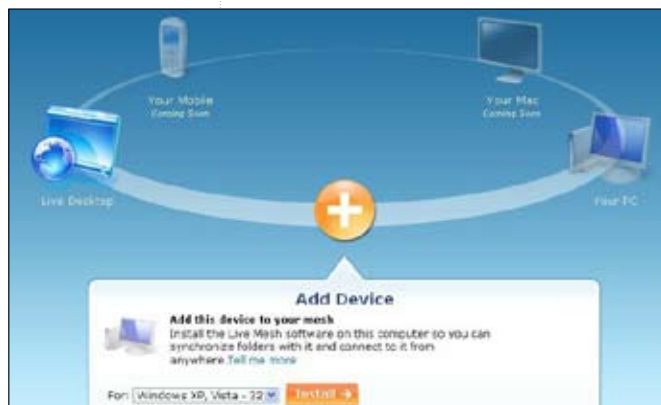 Your Mobile
Coming Soon
Your Mac
Coming Soon
Live Desktop
Your PC
Add Device
Add this device to your mesh
Install the Live Mesh software on this computer so you can
synchronize folders with it and connect to it from
anywhere. Tell me more
For: Windows XP, Vista - 32 Install